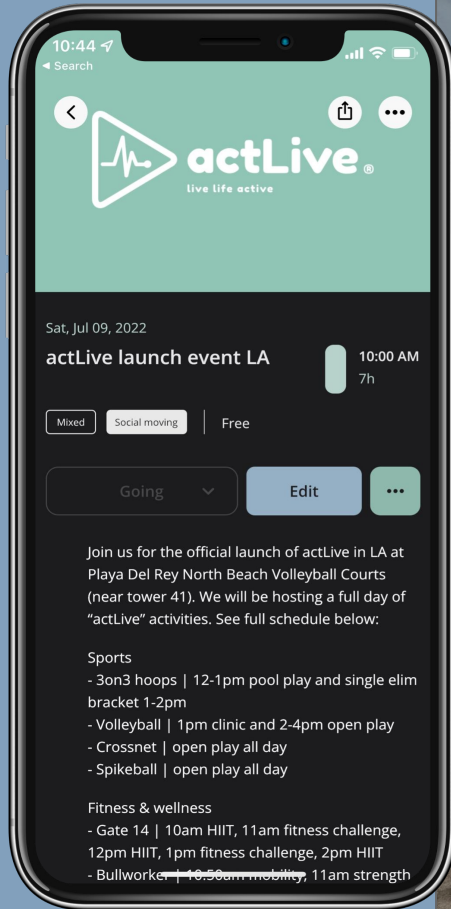 10:44
◀ Search
actLive®
live life active
Sat, Jul 09, 2022
actLive launch event LA
10:00 AM
7h
Mixed
Social moving
Free
Going
Edit
Join us for the official launch of actLive in LA at
Playa Del Rey North Beach Volleyball Courts
(near tower 41). We will be hosting a full day of
“actLive” activities. See full schedule below:
Sports
- 3on3 hoops | 12-1pm pool play and single elim
bracket 1-2pm
- Volleyball | 1pm clinic and 2-4pm open play
- Crossnet | open play all day
- Spikeball | open play all day
Fitness & wellness
- Gate 14 | 10am HIIT, 11am fitness challenge,
12pm HIIT, 1pm fitness challenge, 2pm HIIT
- Bullworker | 10:50am mobility, 11am strength